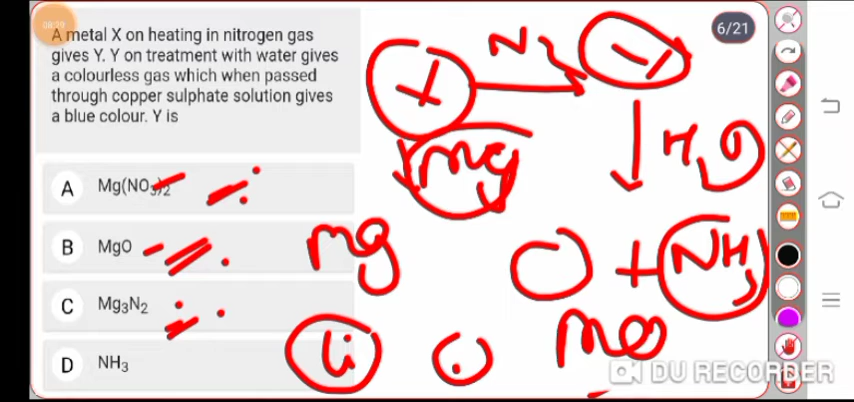 08:20
A metal X on heating in nitrogen gas
gives Y. Y on treatment with water gives
a colourless gas which when passed
through copper sulphate solution gives
a blue colour. Y is
6/21
X N2 Y
Mg H2O
A Mg(NO3)2
B MgO
Mg + NH3
C Mg3N2
Li
D NH3
DU RECORDER